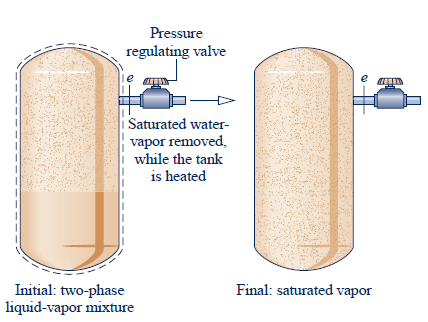 Pressure
regulating valve
e
e
Saturated water-
vapor removed,
while the tank
is heated
Initial: two-phase
liquid-vapor mixture
Final: saturated vapor